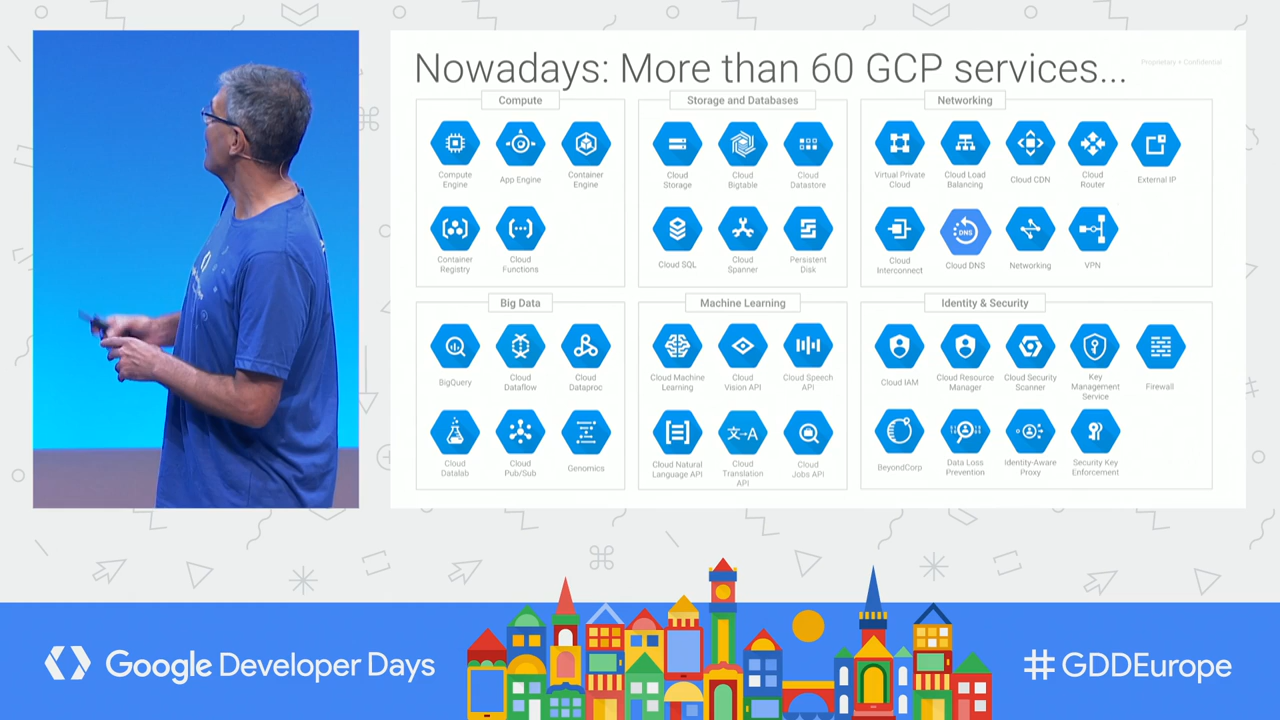 Nowadays: More than 60 GCP services...
Proprietary + Confidential
Compute
Compute
Engine
App Engine
Container
Engine
Container
Registry
Cloud
Functions
Storage and Databases
Cloud
Storage
Cloud
Bigtable
Cloud
Datastore
Cloud SQL
Cloud
Spanner
Persistent
Disk
Networking
Virtual Private
Cloud
Cloud Load
Balancing
Cloud CDN
Cloud
Router
External IP
Cloud
Interconnect
DNS
Cloud DNS
Networking
VPN
Big Data
BigQuery
Cloud
Dataflow
Cloud
Dataproc
Cloud
Datalab
Cloud
Pub/Sub
Genomics
Machine Learning
Cloud Machine
Learning
Cloud
Vision API
Cloud Speech
API
Cloud Natural
Language API
文→A
Cloud
Translation
API
Cloud
Jobs API
Identity & Security
Cloud IAM
Cloud Resource
Manager
Cloud Security
Scanner
Key
Management
Service
Firewall
BeyondCorp
Data Loss
Prevention
Identity-Aware
Proxy
Security Key
Enforcement
Google Developer Days
#GDDEurope